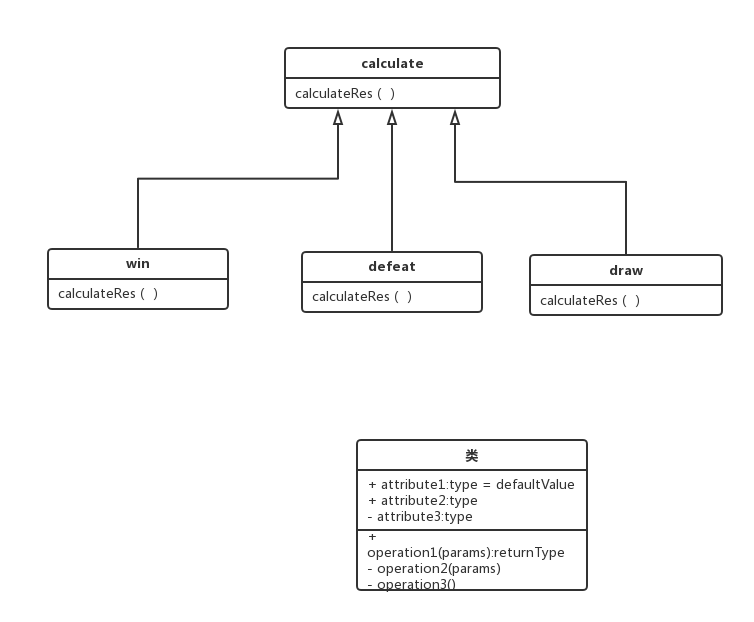 calculate
calculateRes (  )
win
calculateRes (  )
defeat
calculateRes (  )
draw
calculateRes (  )
类
+ attribute1:type = defaultValue
+ attribute2:type
- attribute3:type
+
operation1(params):returnType
- operation2(params)
- operation3()